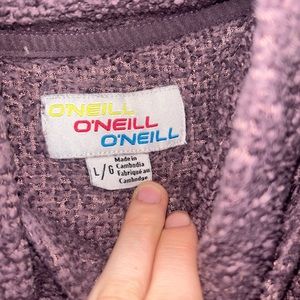 O'NEILL
O'NEILL
O'NEILL
L/G
Made in
Cambodia
Fabriqué au
Cambodge